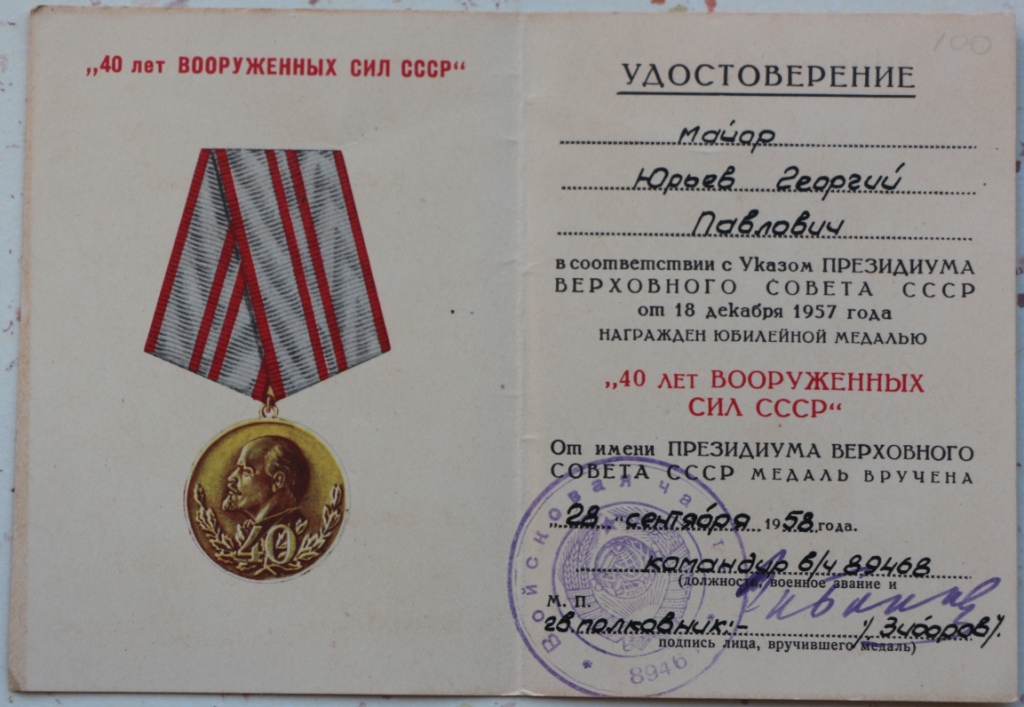 „40 лет ВООРУЖЕННЫХ СИЛ СССР“
40
100
УДОСТОВЕРЕНИЕ
майор
Юрьев Георгий
Павлович
в соответствии с Указом ПРЕЗИДИУМА
ВЕРХОВНОГО СОВЕТА СССР
от 18 декабря 1957 года
НАГРАЖДЕН ЮБИЛЕЙНОЙ МЕДАЛЬЮ
„40 ЛЕТ ВООРУЖЕННЫХ
СИЛ СССР“
От имени ПРЕЗИДИУМА ВЕРХОВНОГО
СОВЕТА СССР МЕДАЛЬ ВРУЧЕНА
„28 “ сентября 1958 года.
командир в/ч 89468
(должность, военное звание и
М. П.
гв. полковник:- /Зибаров/.
подпись лица, вручившего медаль)
* Войсковая часть *
8946